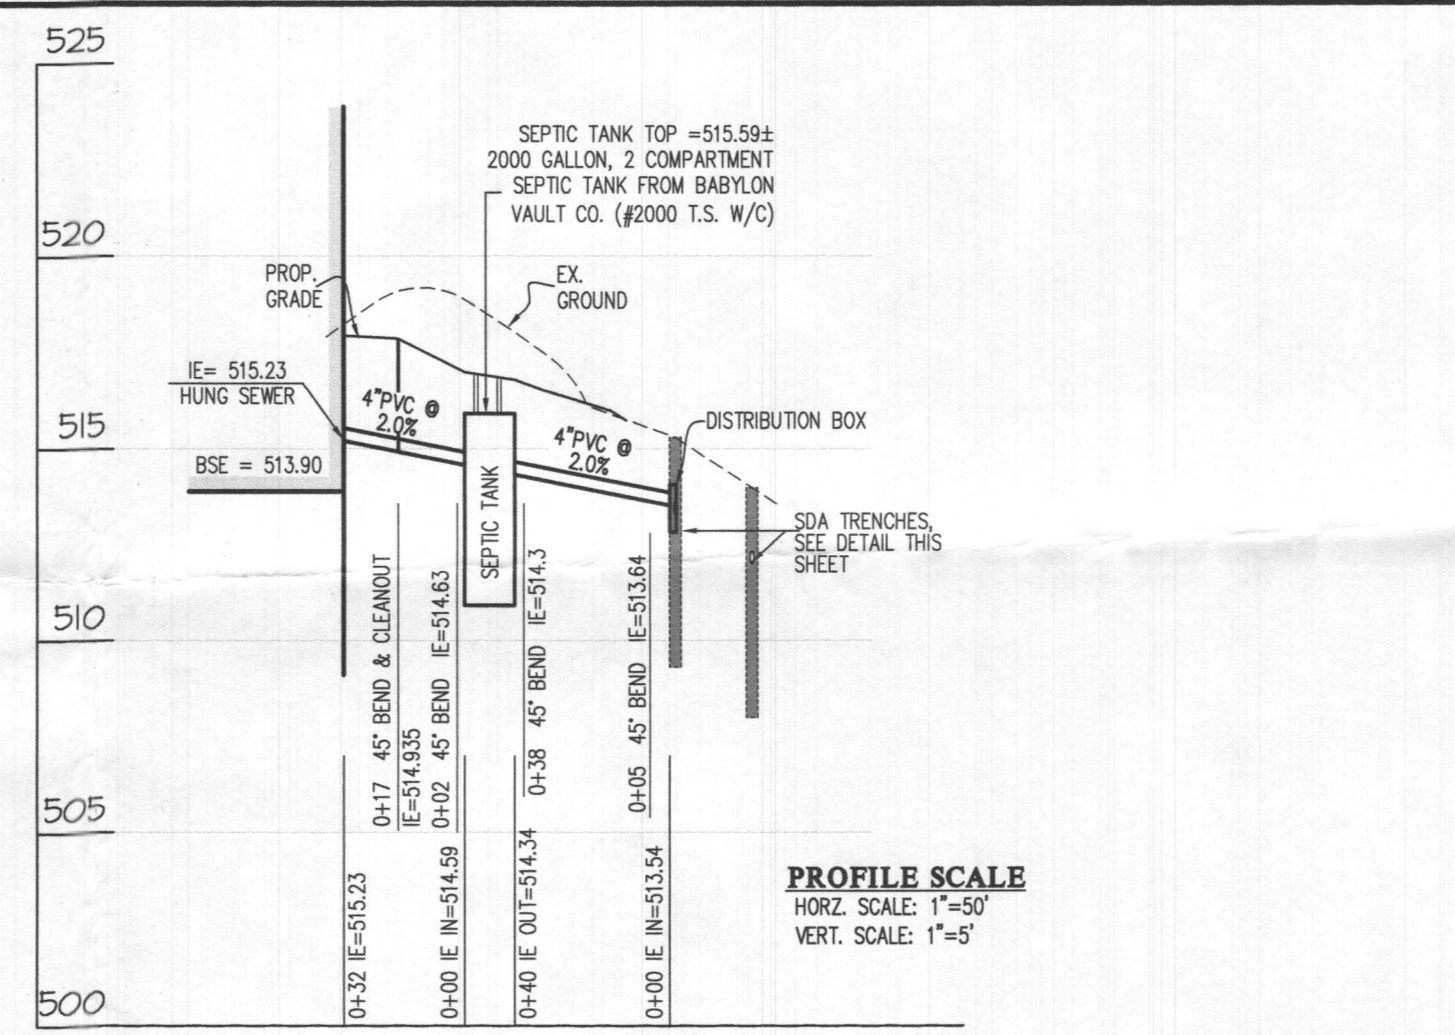 525
520
515
510
505
500
SEPTIC TANK TOP =515.59±
2000 GALLON, 2 COMPARTMENT
SEPTIC TANK FROM BABYLON
VAULT CO. (#2000 T.S. W/C)
PROP.
GRADE
EX.
GROUND
IE= 515.23
HUNG SEWER
BSE = 513.90
4"PVC @
2.0%
4"PVC @
2.0%
DISTRIBUTION BOX
SEPTIC TANK
SDA TRENCHES,
SEE DETAIL THIS
SHEET
0+32 IE=515.23
0+17 45° BEND & CLEANOUT
IE=514.935
0+02 45° BEND IE=514.63
0+00 IE IN=514.59
0+40 IE OUT=514.34
0+38 45° BEND IE=514.3
0+05 45° BEND IE=513.64
0+00 IE IN=513.54
PROFILE SCALE
HORZ. SCALE: 1"=50'
VERT. SCALE: 1"=5'